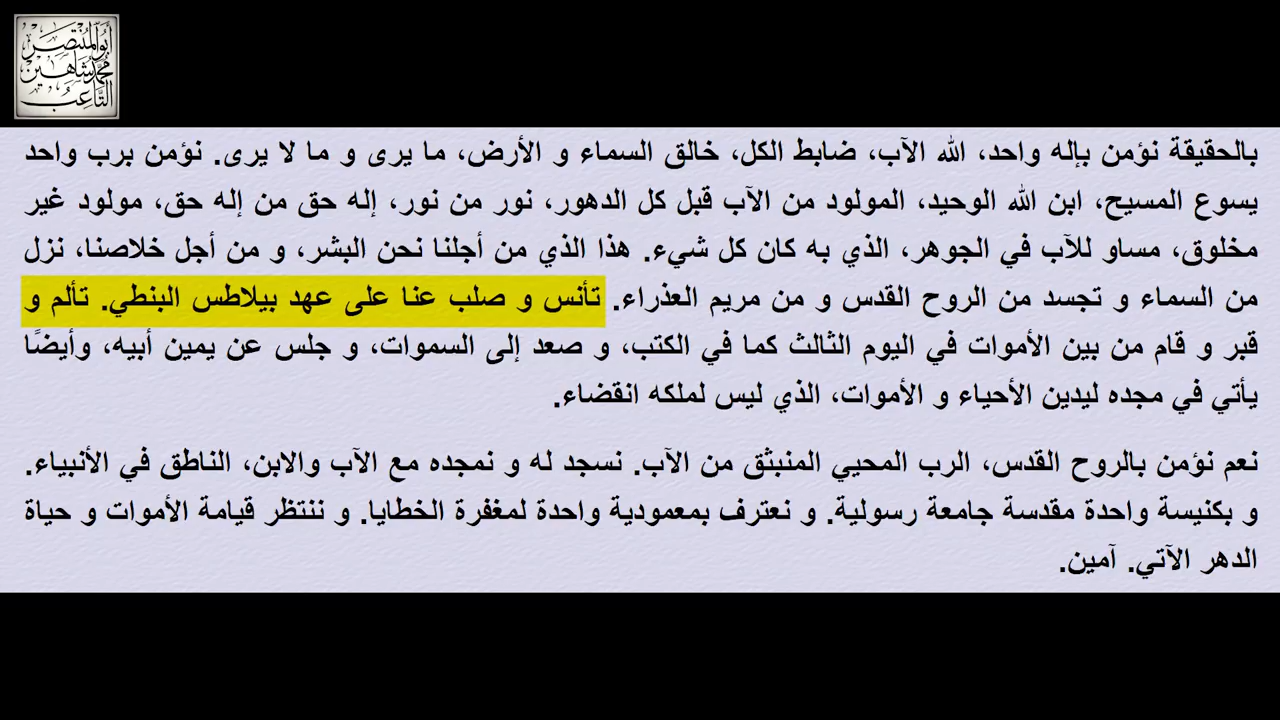 أبو المنتصر
محمد شاهين
التاعب
بالحقيقة نؤمن بإله واحد، الله الآب، ضابط الكل، خالق السماء و الأرض، ما يرى و ما لا يرى. نؤمن برب واحد
يسوع المسيح، ابن الله الوحيد، المولود من الآب قبل كل الدهور، نور من نور، إله حق من إله حق، مولود غير
مخلوق، مساو للآب في الجوهر، الذي به كان كل شيء. هذا الذي من أجلنا نحن البشر، و من أجل خلاصنا، نزل
من السماء و تجسد من الروح القدس و من مريم العذراء. تأنس و صلب عنا على عهد بيلاطس البنطي. تألم و
قبر و قام من بين الأموات في اليوم الثالث كما في الكتب، و صعد إلى السموات، و جلس عن يمين أبيه، وأيضًا
يأتي في مجده ليدين الأحياء و الأموات، الذي ليس لملكه انقضاء.
نعم نؤمن بالروح القدس، الرب المحيي المنبثق من الآب. نسجد له و نمجده مع الآب والابن، الناطق في الأنبياء.
و بكنيسة واحدة مقدسة جامعة رسولية. و نعترف بمعمودية واحدة لمغفرة الخطايا. و ننتظر قيامة الأموات و حياة
الدهر الآتي. آمين.